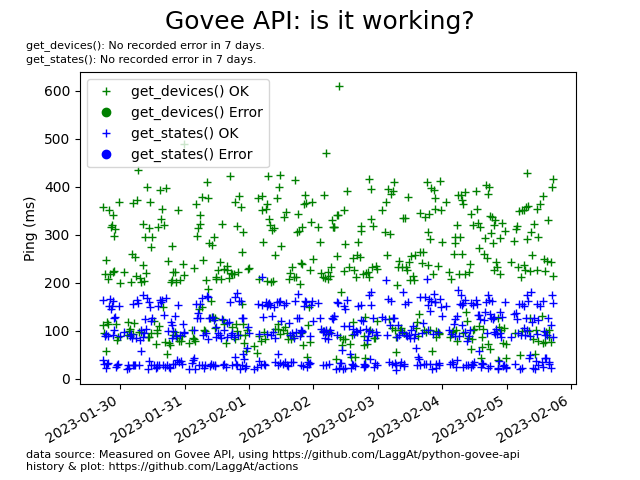 Govee API: is it working?
get_devices(): No recorded error in 7 days.
get_states(): No recorded error in 7 days.
get_devices() OK
get_devices() Error
get_states() OK
get_states() Error
Ping (ms)
600
500
400
300
200
100
0
2023-01-30
2023-01-31
2023-02-01
2023-02-02
2023-02-03
2023-02-04
2023-02-05
2023-02-06
data source: Measured on Govee API, using https://github.com/LaggAt/python-govee-api
history & plot: https://github.com/LaggAt/actions